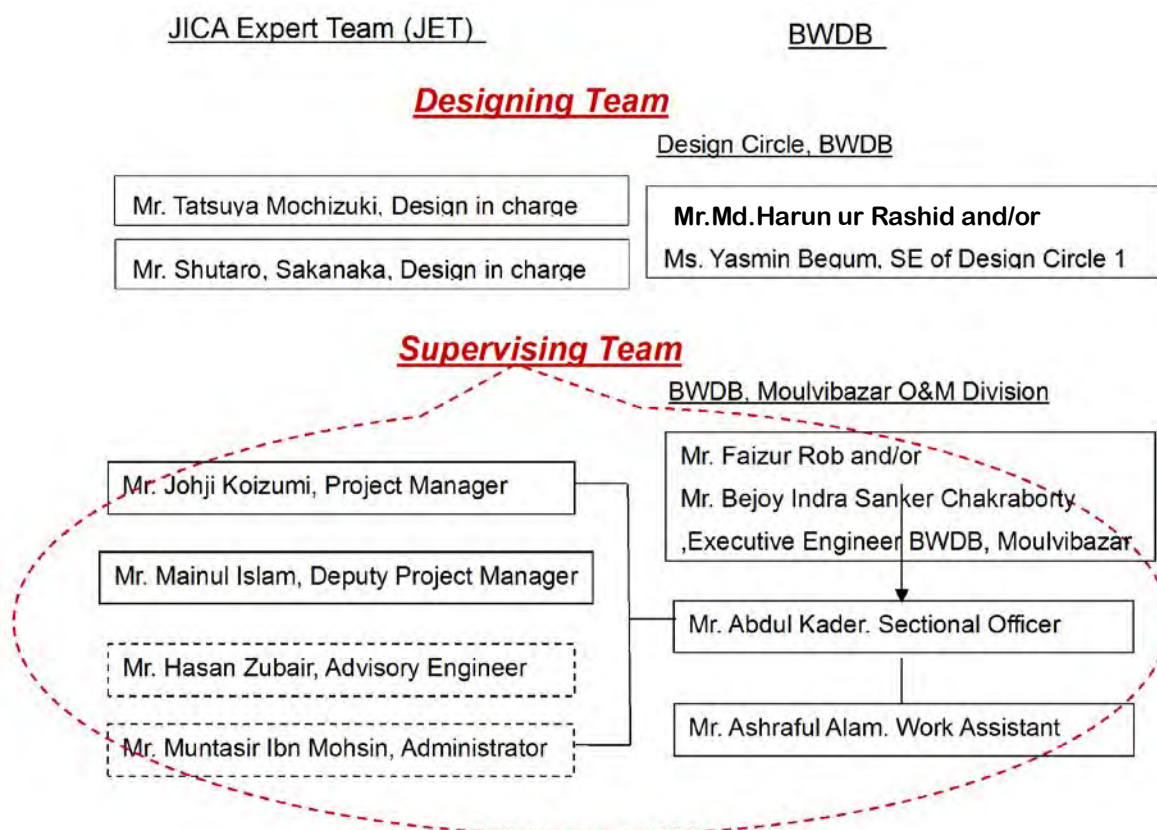 JICA Expert Team (JET)
BWDB
Designing Team
Design Circle, BWDB
Mr. Tatsuya Mochizuki, Design in charge
Mr. Shutaro, Sakanaka, Design in charge
Mr.Md.Harun ur Rashid and/or
Ms. Yasmin Begum, SE of Design Circle 1
Supervising Team
BWDB, Moulvibazar O&M Division
Mr. Johji Koizumi, Project Manager
Mr. Mainul Islam, Deputy Project Manager
Mr. Hasan Zubair, Advisory Engineer
Mr. Muntasir Ibn Mohsin, Administrator
Mr. Faizur Rob and/or
Mr. Bejoy Indra Sanker Chakraborty
,Executive Engineer BWDB, Moulvibazar
Mr. Abdul Kader. Sectional Officer
Mr. Ashraful Alam. Work Assistant